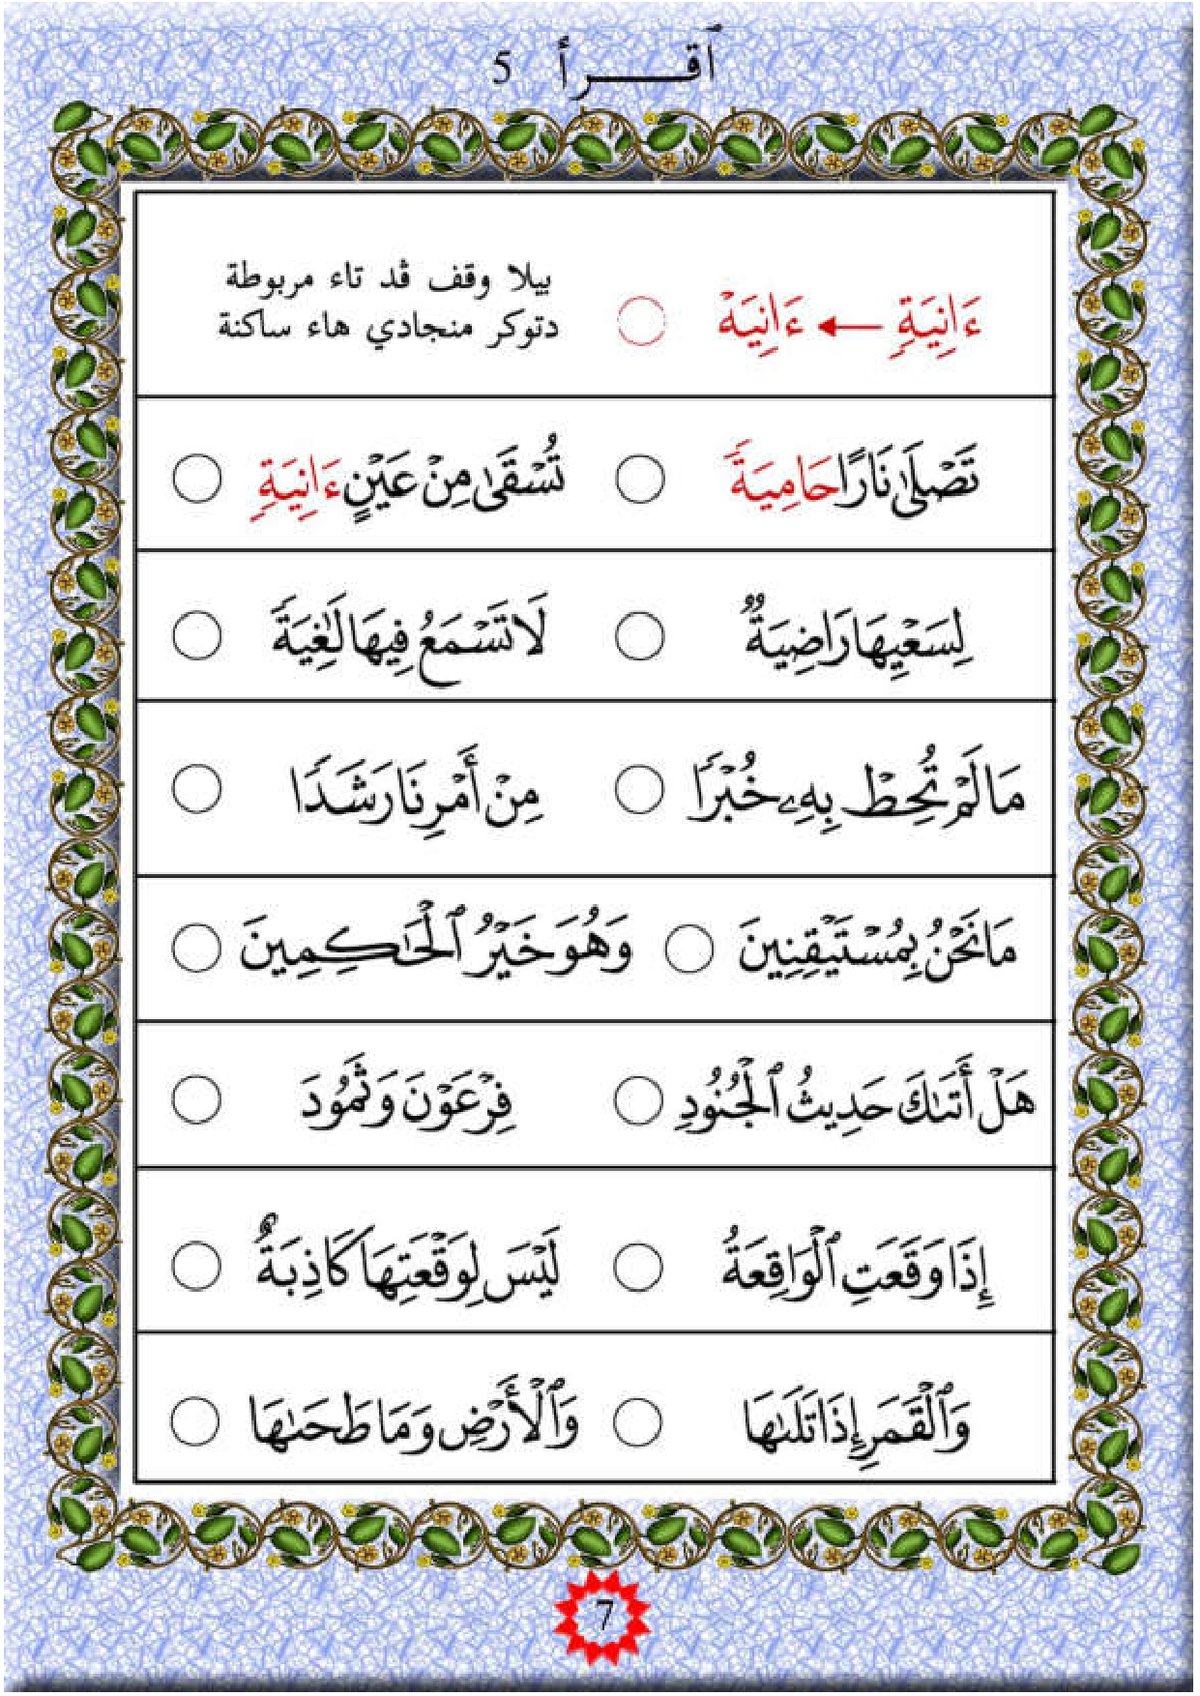 ٱقـــرأ 5
ءَانِيَةٍ ← ءَانِيَهْ
بيلا وقف ڤد تاء مربوطة
دتوكر منجادي هاء ساكنة
تَصْلَىٰ نَارًا حَامِيَةً تُسْقَىٰ مِنْ عَيْنٍ ءَانِيَةٍ
لِسَعْيِهَا رَاضِيَةٌ لَا تَسْمَعُ فِيهَا لَٰغِيَةً
مَا لَمْ تُحِطْ بِهِۦ خُبْرًا مِنْ أَمْرِنَا رَشَدًا
مَا نَحْنُ بِمُسْتَيْقِنِينَ وَهُوَ خَيْرُ ٱلْحَٰكِمِينَ
هَلْ أَتَىٰكَ حَدِيثُ ٱلْجُنُودِ فِرْعَوْنَ وَثَمُودَ
إِذَا وَقَعَتِ ٱلْوَاقِعَةُ لَيْسَ لِوَقْعَتِهَا كَاذِبَةٌ
وَٱلْقَمَرِ إِذَا تَلَىٰهَا وَٱلْأَرْضِ وَمَا طَحَىٰهَا
7